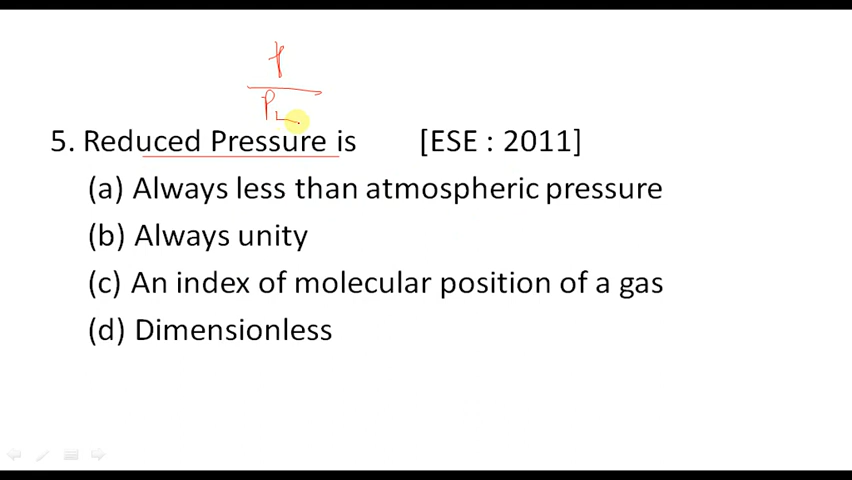 P
P
5. Reduced Pressure is [ESE : 2011]
(a) Always less than atmospheric pressure
(b) Always unity
(c) An index of molecular position of a gas
(d) Dimensionless